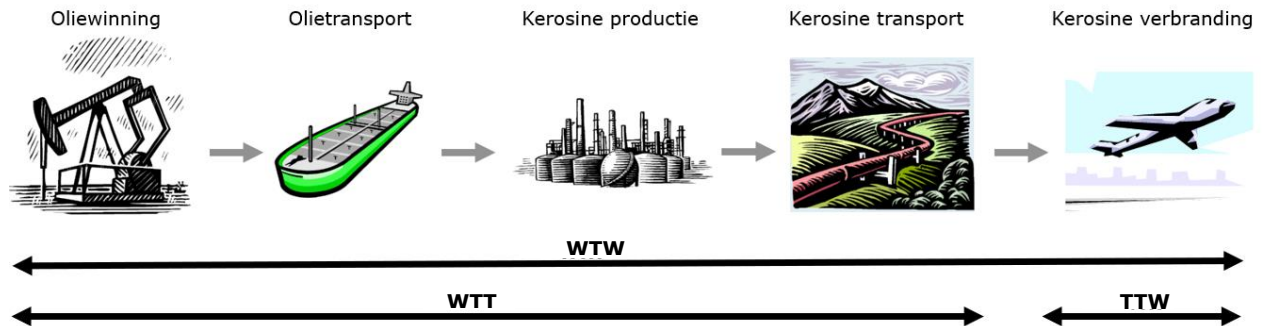 Oliewinning
Olietransport
Kerosine productie
Kerosine transport
Kerosine verbranding
WTW
WTT
TTW